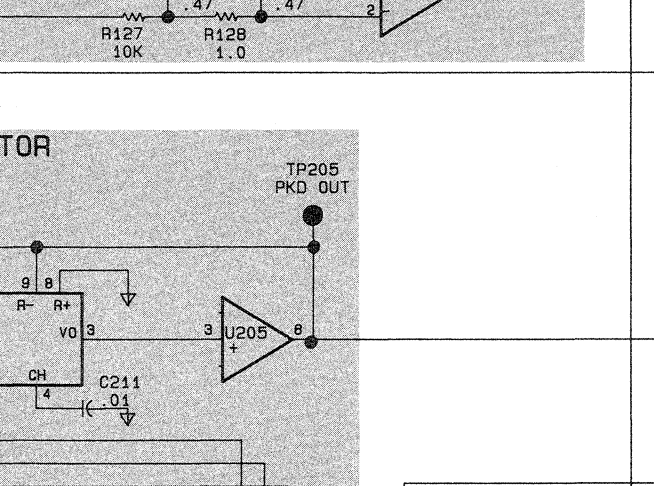 .47 .47
2
R127 R128
10K 1.0
TOR
TP205
PKD OUT
9 8
R- R+
VO 3 3 U205 6
+
CH
4 C211
.01